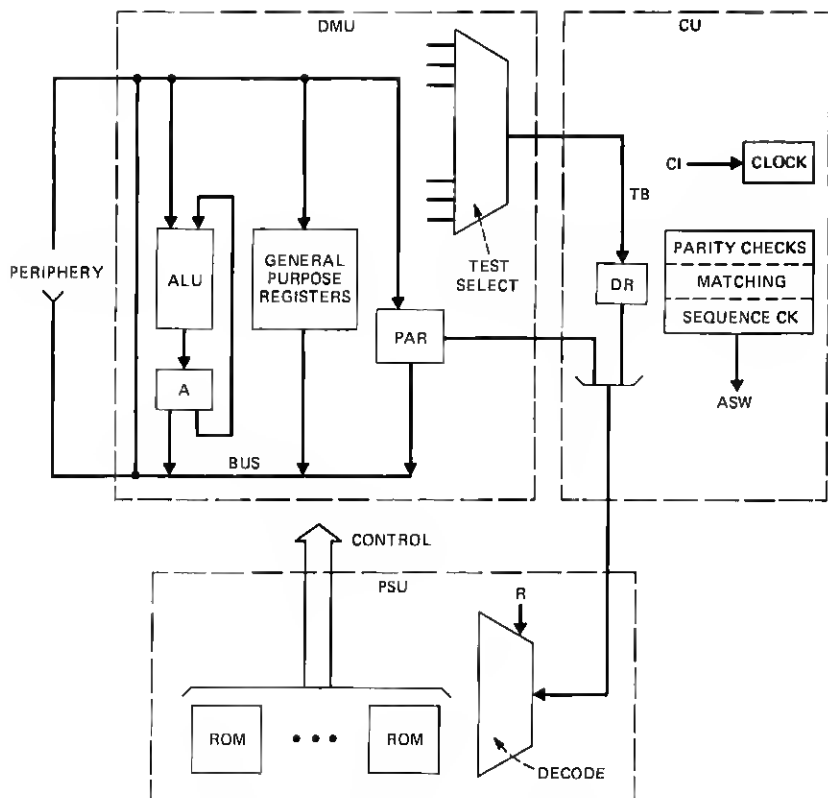 DMU
CU
CI
CLOCK
TB
PERIPHERY
ALU
GENERAL
PURPOSE
REGISTERS
TEST
SELECT
DR
PARITY CHECKS
MATCHING
SEQUENCE CK
PAR
A
ASW
BUS
CONTROL
PSU
R
ROM
• • •
ROM
DECODE